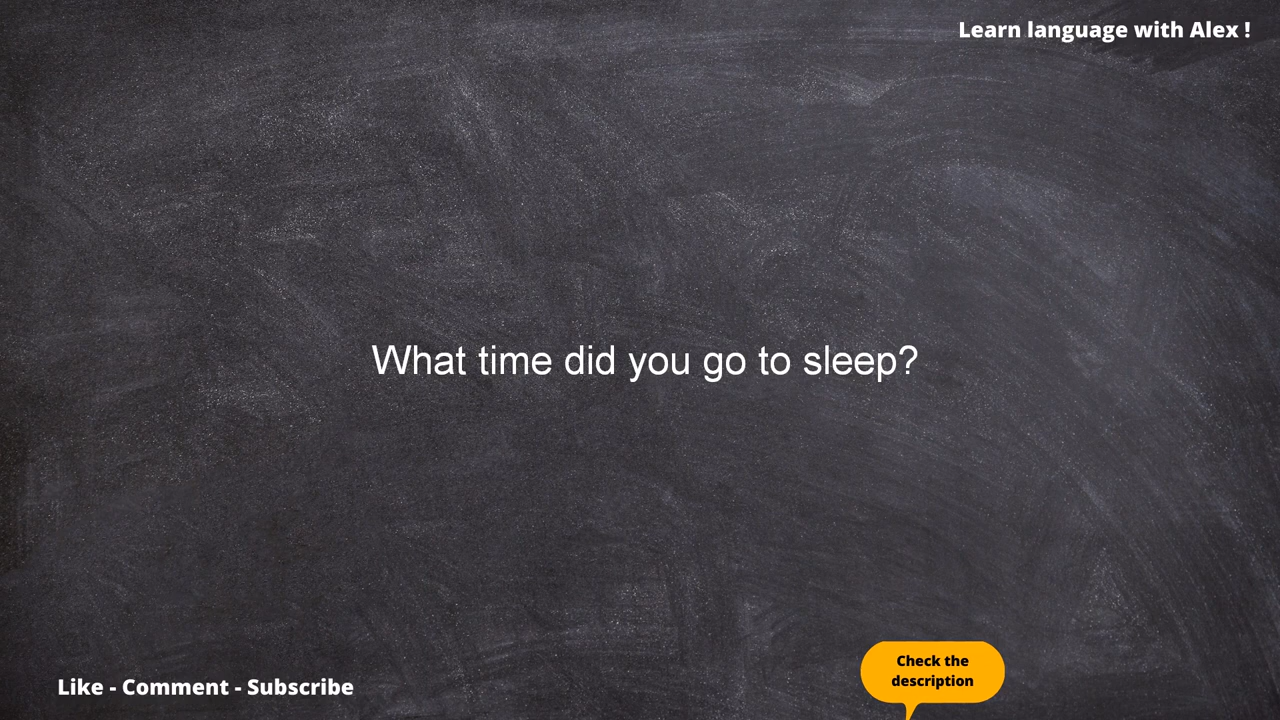 Learn language with Alex !
What time did you go to sleep?
Check the
description
Like - Comment - Subscribe